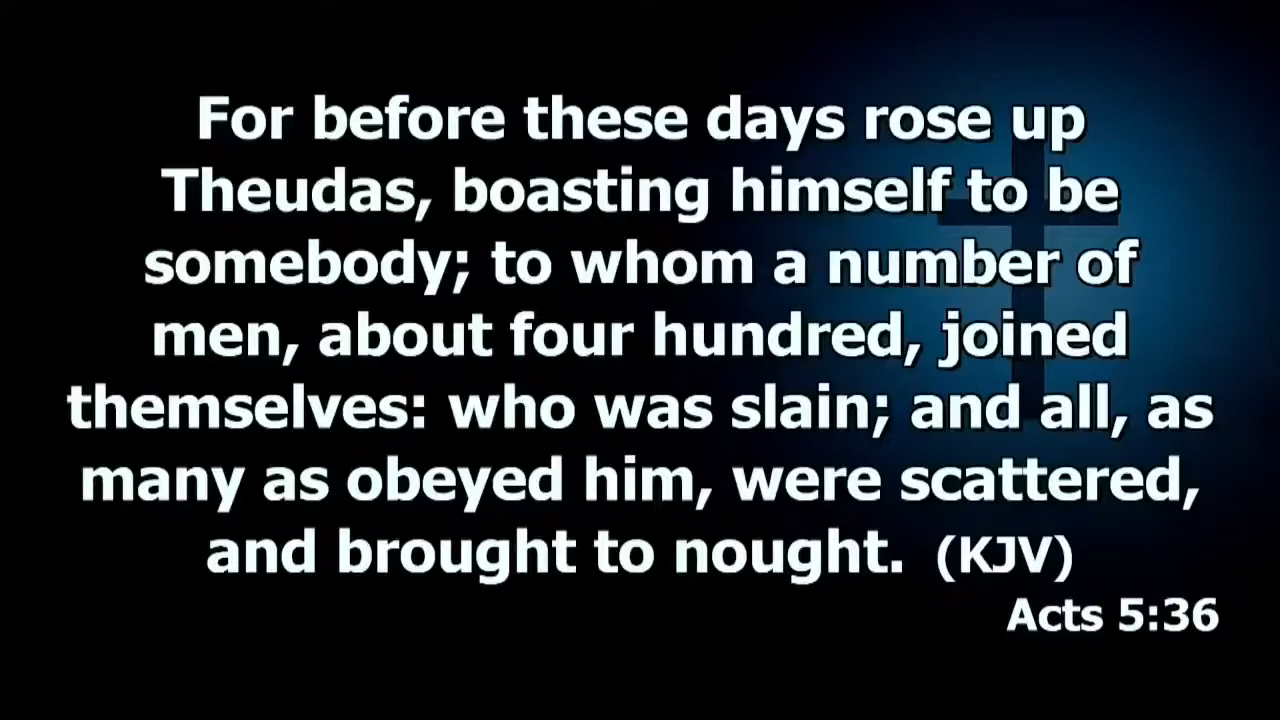 For before these days rose up
Theudas, boasting himself to be
somebody; to whom a number of
men, about four hundred, joined
themselves: who was slain; and all, as
many as obeyed him, were scattered,
and brought to nought. (KJV)
Acts 5:36